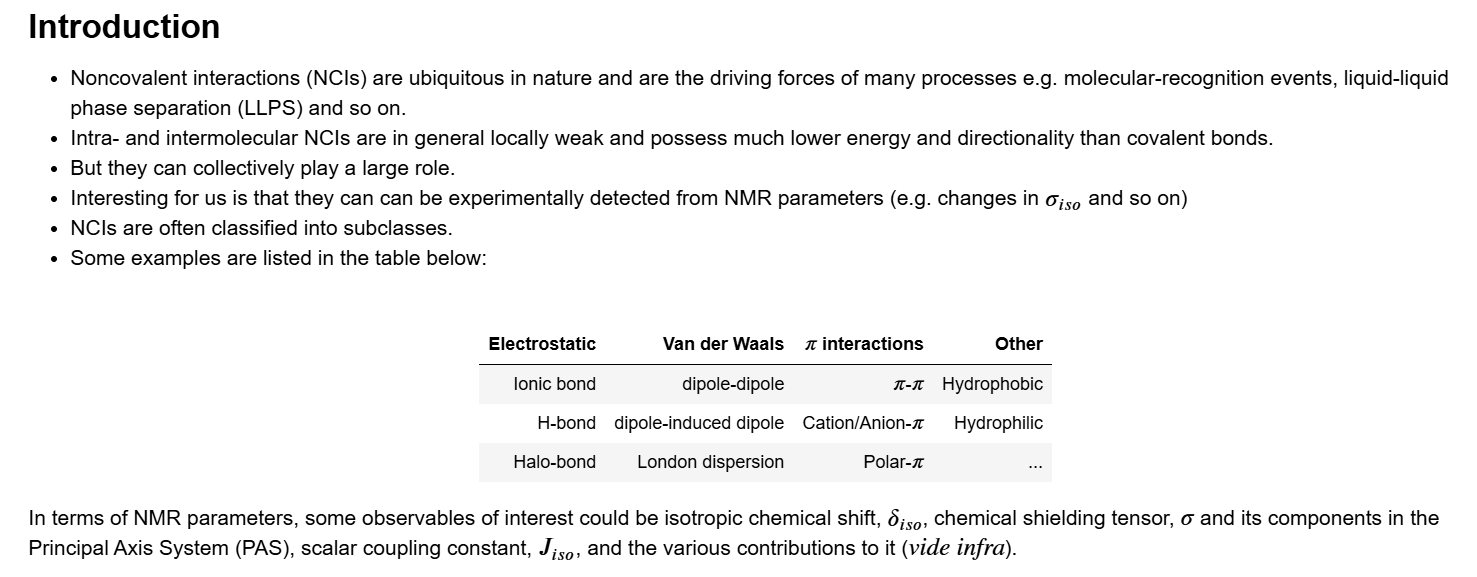 Introduction
• Noncovalent interactions (NCIs) are ubiquitous in nature and are the driving forces of many processes e.g. molecular-recognition events, liquid-liquid
phase separation (LLPS) and so on.
• Intra- and intermolecular NCIs are in general locally weak and possess much lower energy and directionality than covalent bonds.
• But they can collectively play a large role.
• Interesting for us is that they can can be experimentally detected from NMR parameters (e.g. changes in σ_iso and so on)
• NCIs are often classified into subclasses.
• Some examples are listed in the table below:
Electrostatic Van der Waals π interactions Other
Ionic bond dipole-dipole π-π Hydrophobic
H-bond dipole-induced dipole Cation/Anion-π Hydrophilic
Halo-bond London dispersion Polar-π ...
In terms of NMR parameters, some observables of interest could be isotropic chemical shift, δ_iso, chemical shielding tensor, σ and its components in the
Principal Axis System (PAS), scalar coupling constant, J_iso, and the various contributions to it (vide infra).